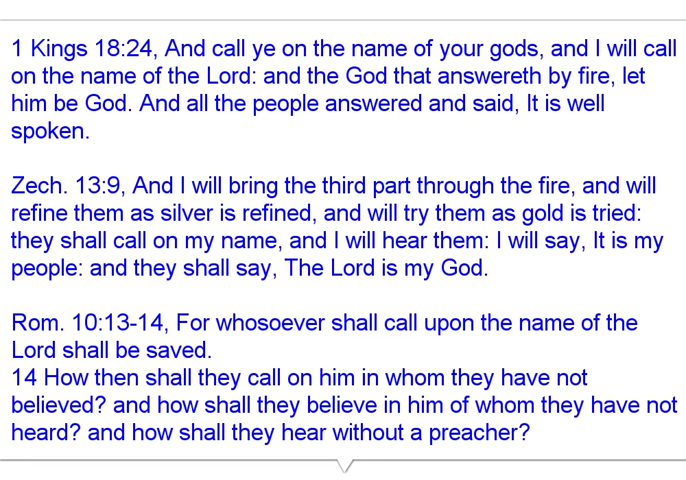 1 Kings 18:24, And call ye on the name of your gods, and I will call
on the name of the Lord: and the God that answereth by fire, let
him be God. And all the people answered and said, It is well
spoken.
Zech. 13:9, And I will bring the third part through the fire, and will
refine them as silver is refined, and will try them as gold is tried:
they shall call on my name, and I will hear them: I will say, It is my
people: and they shall say, The Lord is my God.
Rom. 10:13-14, For whosoever shall call upon the name of the
Lord shall be saved.
14 How then shall they call on him in whom they have not
believed? and how shall they believe in him of whom they have not
heard? and how shall they hear without a preacher?